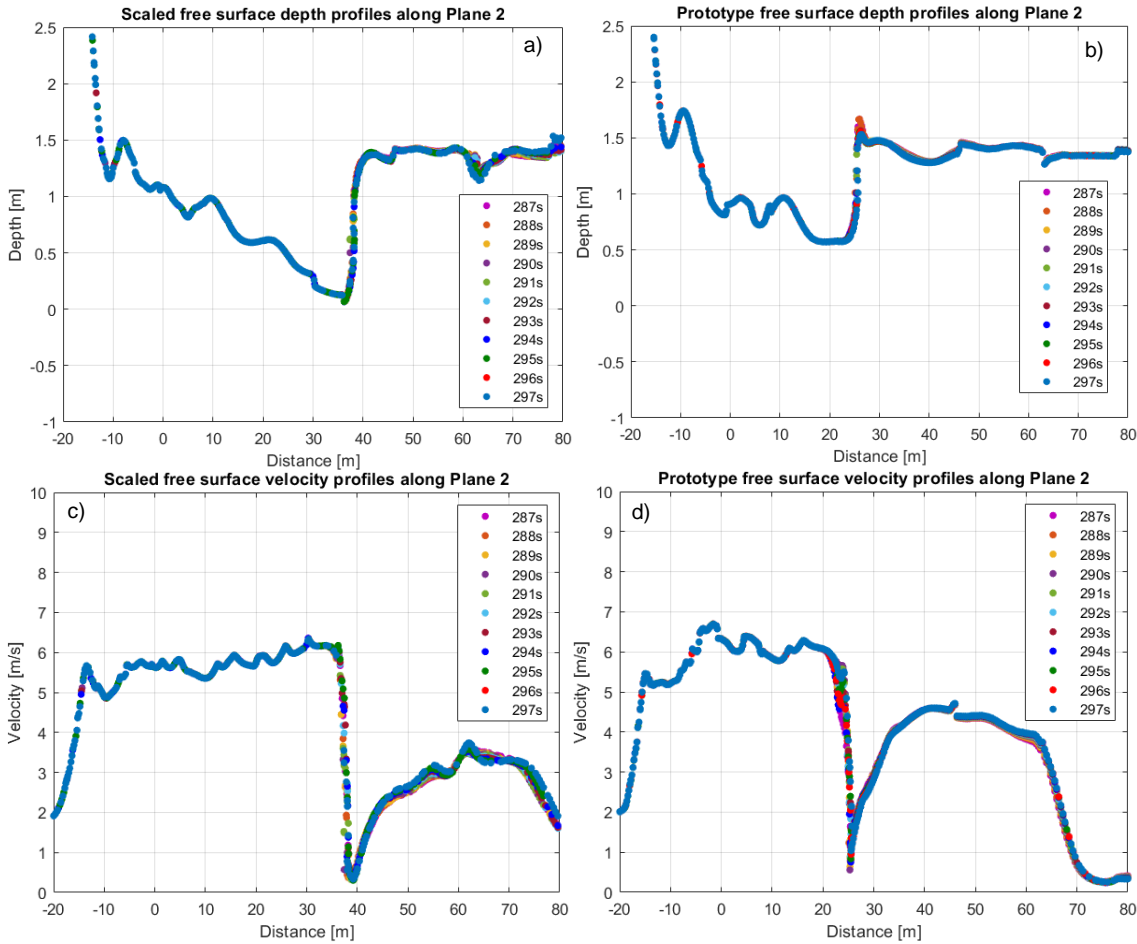 Scaled free surface depth profiles along Plane 2
a)
Depth [m]
2.5
2
1.5
1
0.5
0
-0.5
-1
-20 -10 0 10 20 30 40 50 60 70 80
Distance [m]
287s
288s
289s
290s
291s
292s
293s
294s
295s
296s
297s
Prototype free surface depth profiles along Plane 2
b)
Depth [m]
2.5
2
1.5
1
0.5
0
-0.5
-1
-20 -10 0 10 20 30 40 50 60 70 80
Distance [m]
287s
288s
289s
290s
291s
292s
293s
294s
295s
296s
297s
Scaled free surface velocity profiles along Plane 2
c)
Velocity [m/s]
10
9
8
7
6
5
4
3
2
1
0
-20 -10 0 10 20 30 40 50 60 70 80
Distance [m]
287s
288s
289s
290s
291s
292s
293s
294s
295s
296s
297s
Prototype free surface velocity profiles along Plane 2
d)
Velocity [m/s]
10
9
8
7
6
5
4
3
2
1
0
-20 -10 0 10 20 30 40 50 60 70 80
Distance [m]
287s
288s
289s
290s
291s
292s
293s
294s
295s
296s
297s